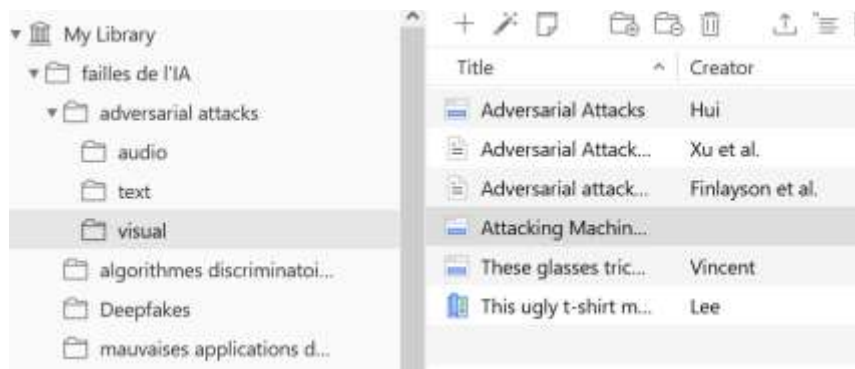 My Library
failles de l'IA
adversarial attacks
audio
text
visual
algorithmes discriminatoi...
Deepfakes
mauvaises applications d...
Title Creator
Adversarial Attacks Hui
Adversarial Attack... Xu et al.
Adversarial attack... Finlayson et al.
Attacking Machin...
These glasses tric... Vincent
This ugly t-shirt m... Lee